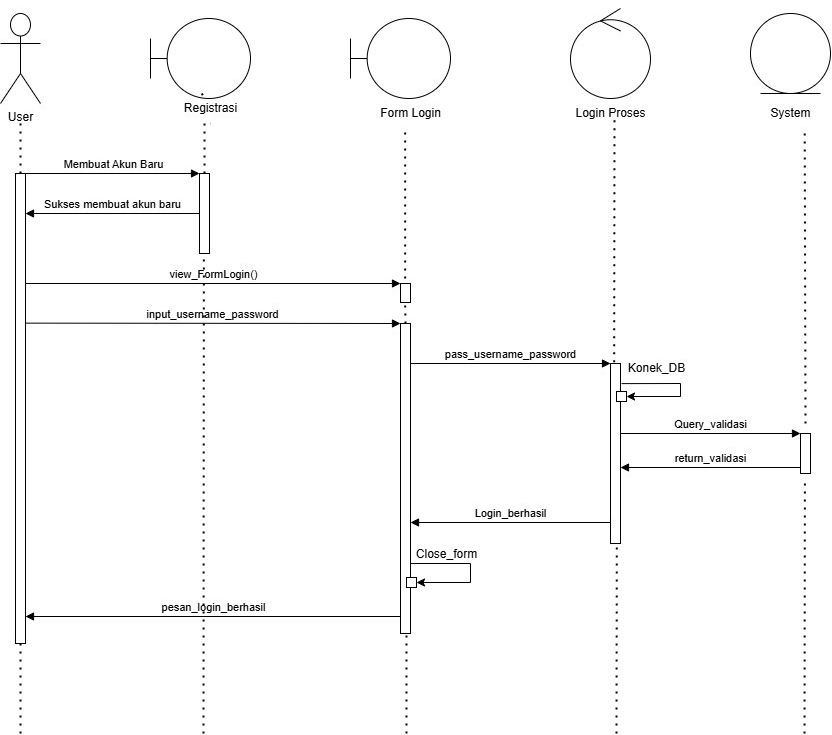 User
Registrasi
Form Login
Login Proses
System
Membuat Akun Baru
Sukses membuat akun baru
view_FormLogin()
input_username_password
pass_username_password
Konek_DB
Query_validasi
return_validasi
Login_berhasil
Close_form
pesan_login_berhasil